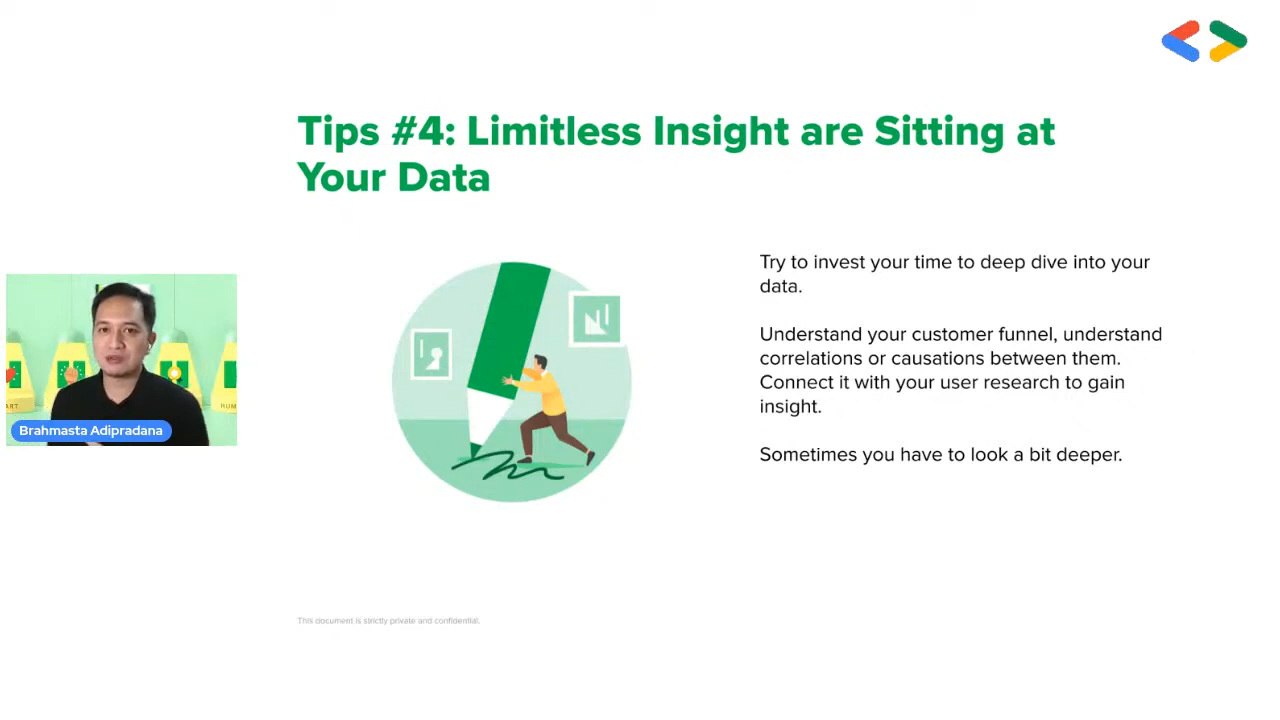 Tips #4: Limitless Insight are Sitting at
Your Data
Try to invest your time to deep dive into your
data.
Understand your customer funnel, understand
correlations or causations between them.
Connect it with your user research to gain
insight.
Sometimes you have to look a bit deeper.
ART
HUM
Brahmasta Adipradana
This document is strictly private and confidential.